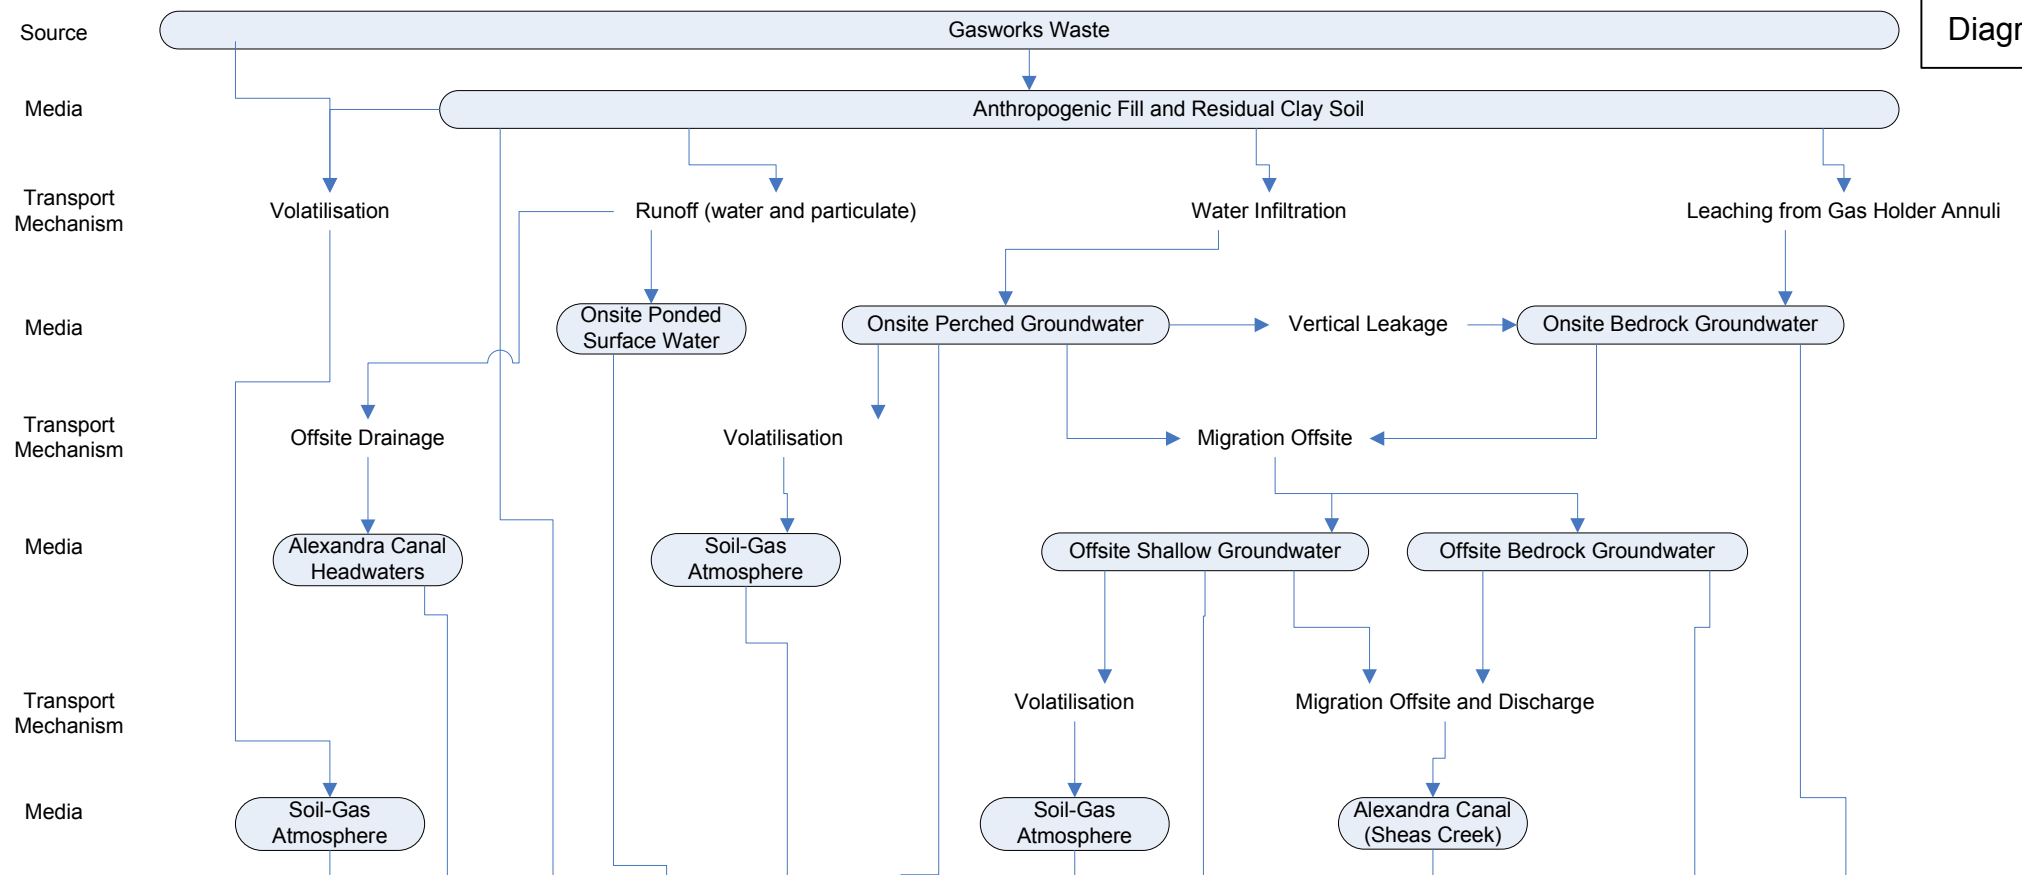 Source
Gasworks Waste
Diagr
Media
Anthropogenic Fill and Residual Clay Soil
Transport
Mechanism
Volatilisation
Runoff (water and particulate)
Water Infiltration
Leaching from Gas Holder Annuli
Media
Onsite Ponded
Surface Water
Onsite Perched Groundwater
Vertical Leakage
Onsite Bedrock Groundwater
Transport
Mechanism
Offsite Drainage
Volatilisation
Migration Offsite
Media
Alexandra Canal
Headwaters
Soil-Gas
Atmosphere
Offsite Shallow Groundwater
Offsite Bedrock Groundwater
Transport
Mechanism
Volatilisation
Migration Offsite and Discharge
Media
Soil-Gas
Atmosphere
Soil-Gas
Atmosphere
Alexandra Canal
(Sheas Creek)